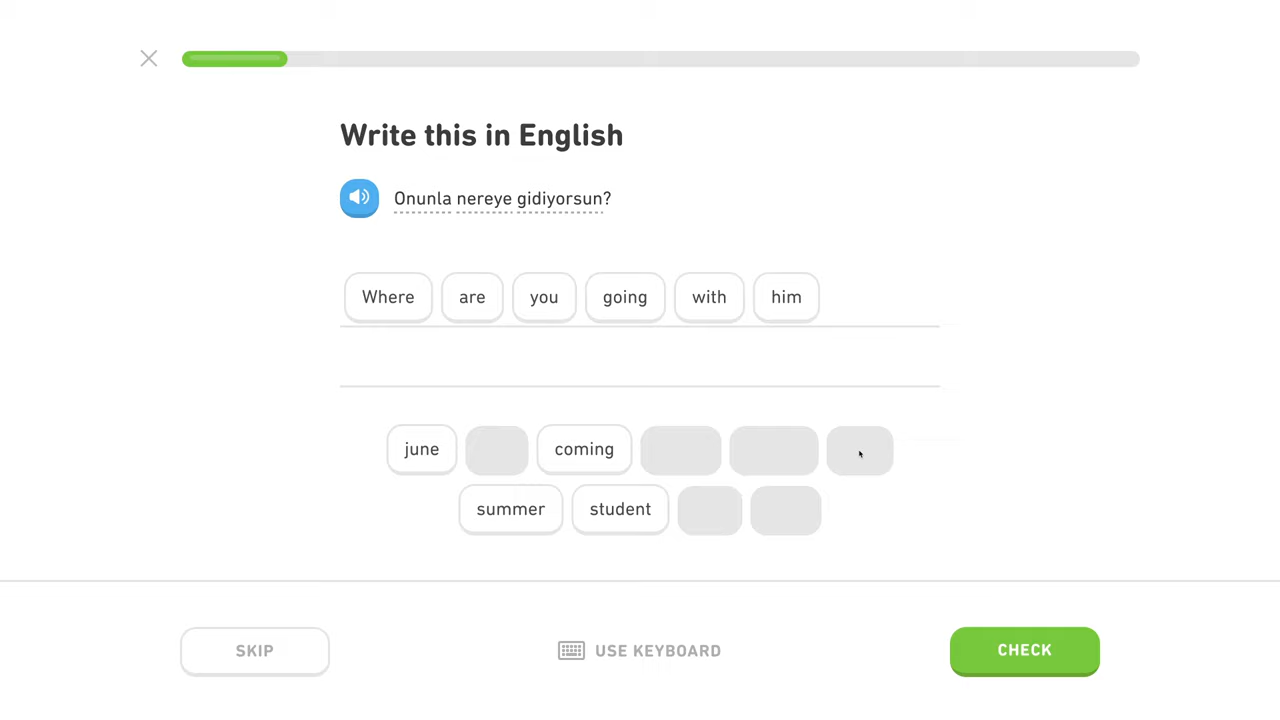 Write this in English
Onunla nereye gidiyorsun?
Where are you going with him
june coming
summer student
SKIP USE KEYBOARD CHECK